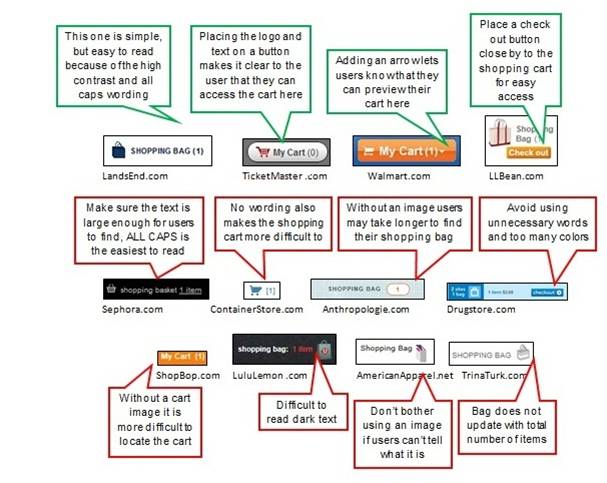 This one is simple,
but easy to read
because of the high
contrast and all
caps wording
Placing the logo and
text on a button
makes it clear to the
user that they can
access the cart here
Adding an arrow lets
users know that they
can preview their
cart here
Place a check
out button
close by to the
shopping cart
for easy
access
SHOPPING BAG (1)
My Cart (0)
My Cart (1)
Shopping
Bag (
Check out
LandsEnd.com
TicketMaster .com
Walmart.com
LLBean.com
Make sure the text is
large enough for users
to find, ALL CAPS is
the easiest to read
No wording also
makes the shopping
cart more difficult to
Without an image users
may take longer to find
their shopping bag
Avoid using
unnecessary words
and too many colors
shopping basket 1 item
[1]
SHOPPING BAG 1
2 sites
1 bag
1 item
checkout
Sephora.com
ContainerStore.com
Anthropologie.com
Drugstore.com
My Cart (1)
shopping bag: 1 item
Shopping Bag
SHOPPING BAG
ShopBop.com
LuluLemon .com
AmericanApparel.net
TrinaTurk.com
Without a cart
image it is
more difficult to
locate the cart
Difficult to
read dark text
Don't bother
using an image
if users can't tell
what it is
Bag does not
update with total
number of items